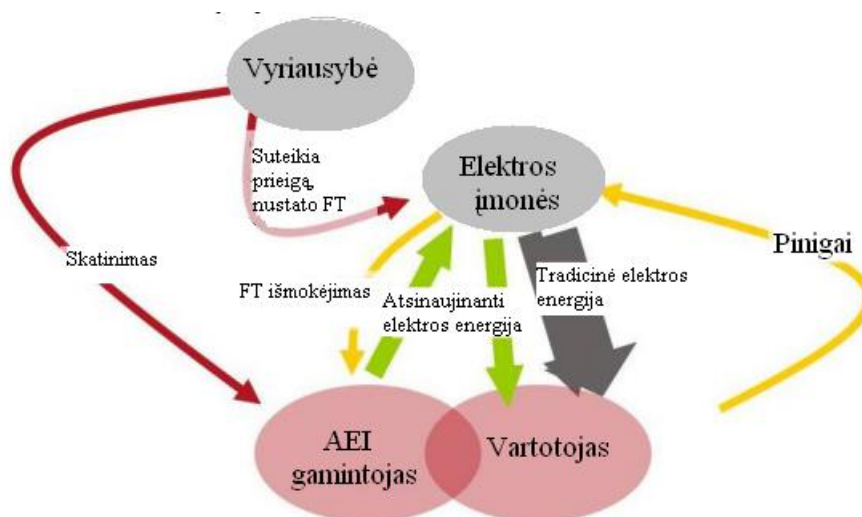 Vyriausybė
Suteikia
prieigą,
nustato FT
Elektros
įmonės
Pinigai
Skatinimas
FT išmokėjimas
Atsinaujinanti
elektros energija
Tradicinė elektros
energija
AEI
gamintojas
Vartotojas